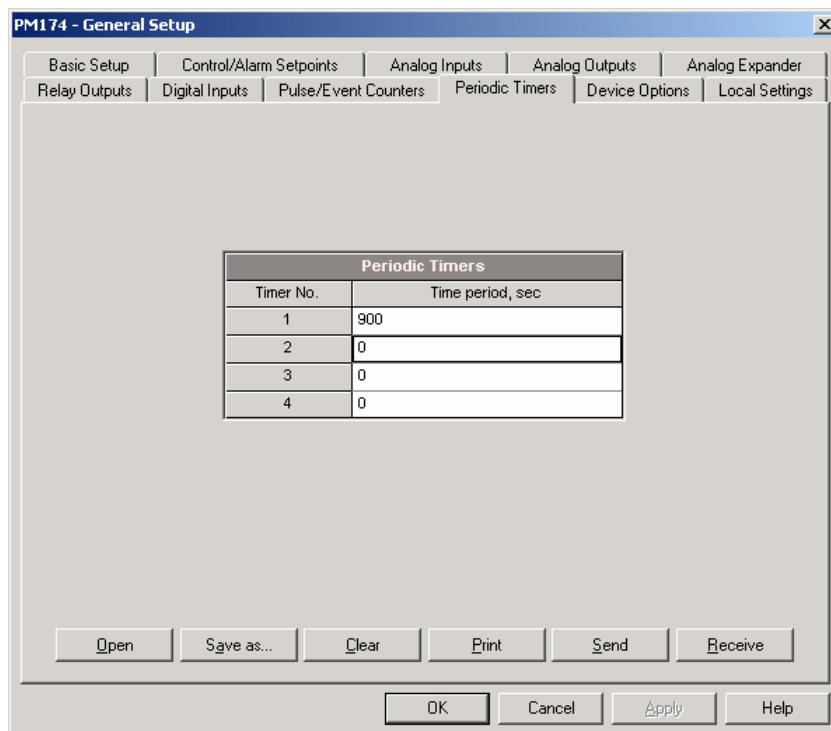 PM174 - General Setup
Basic Setup Control/Alarm Setpoints Analog Inputs Analog Outputs Analog Expander
Relay Outputs Digital Inputs Pulse/Event Counters Periodic Timers Device Options Local Settings
Periodic Timers
Timer No. Time period, sec
1 900
2 0
3 0
4 0
Open Save as... Clear Print Send Receive
OK Cancel Apply Help